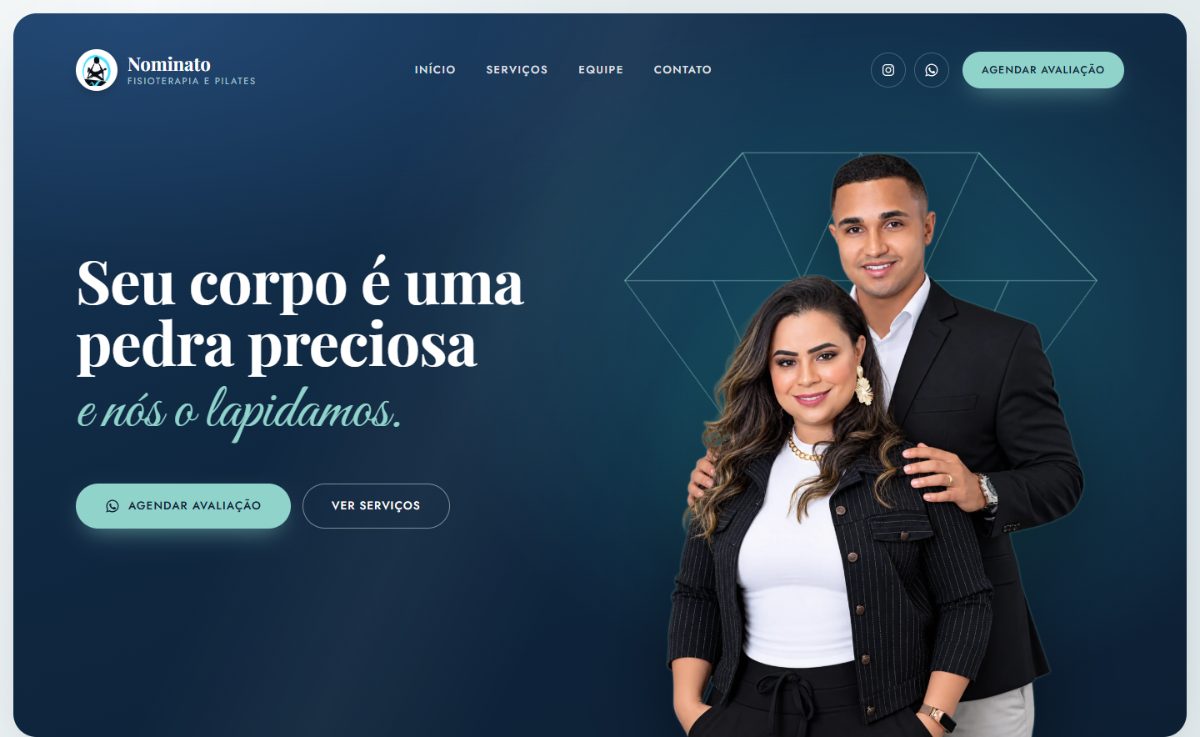 Nominato
FISIOTERAPIA E PILATES
INÍCIO
SERVIÇOS
EQUIPE
CONTATO
AGENDAR AVALIAÇÃO
Seu corpo é uma
pedra preciosa
e nós o lapidamos.
AGENDAR AVALIAÇÃO
VER SERVIÇOS